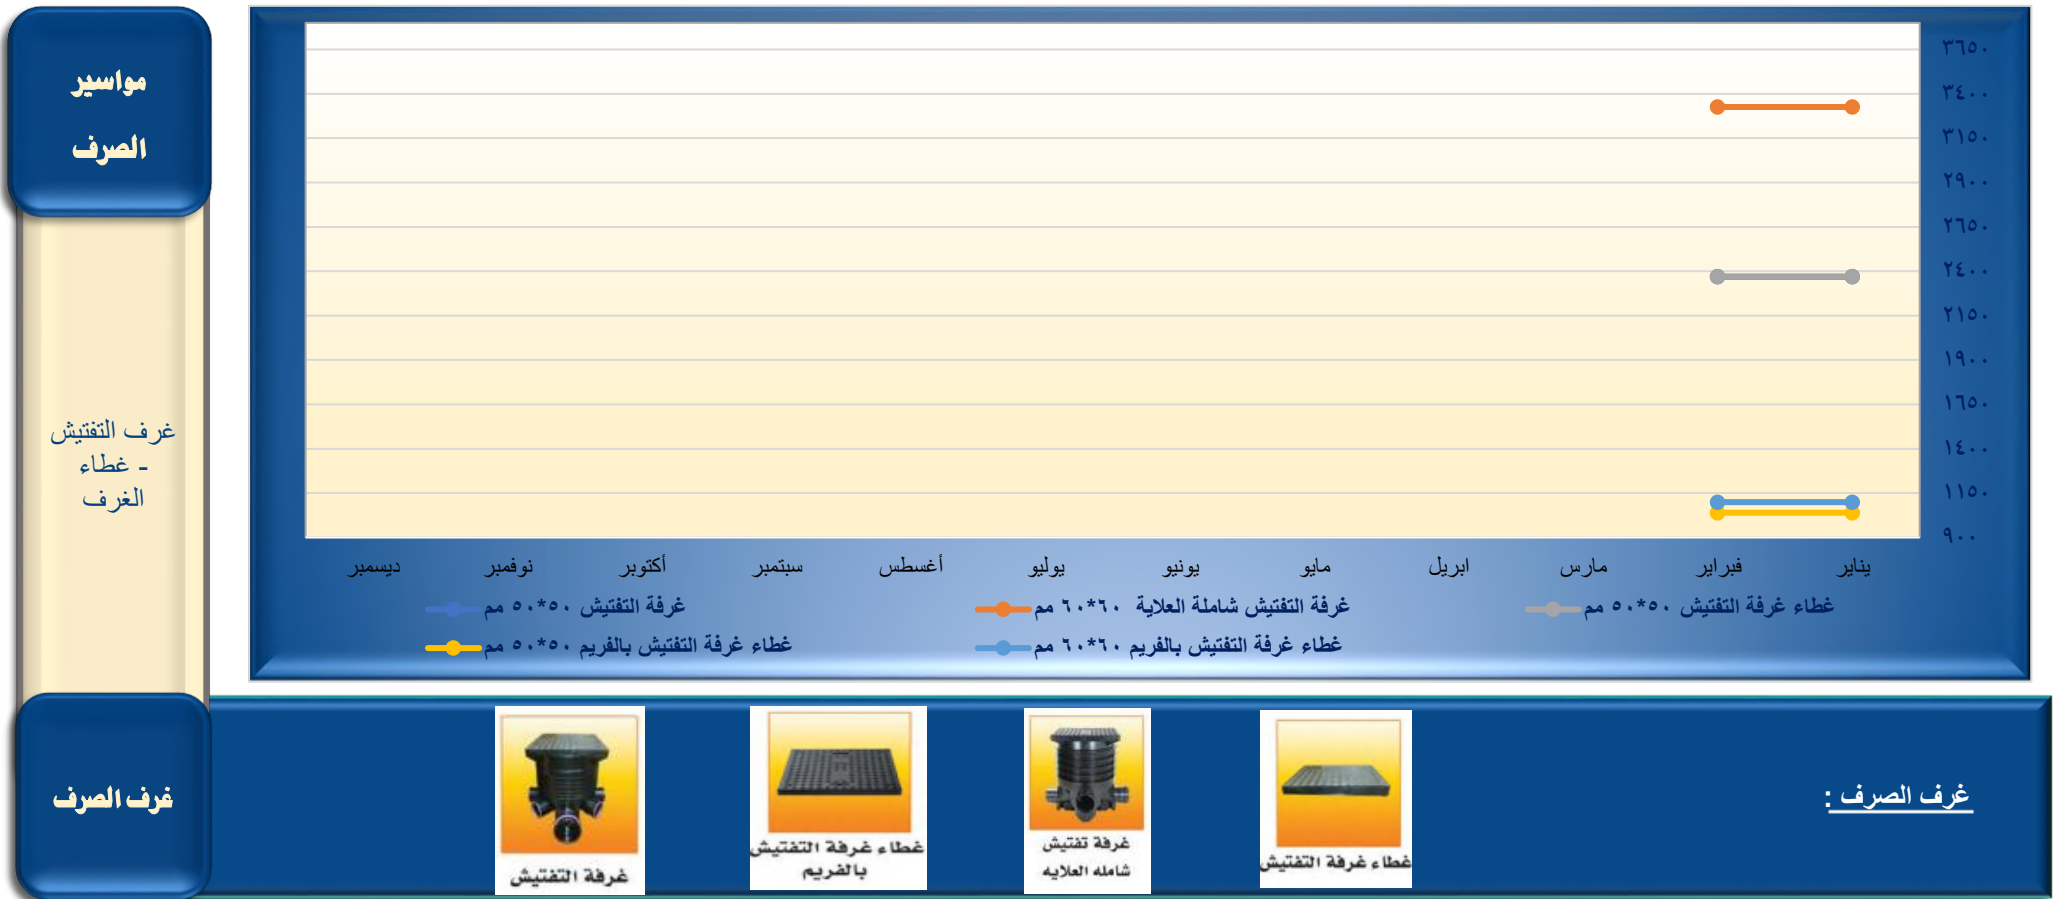 مواسير
الصرف
غرف التفتيش
- غطاء
الغرف
غرف الصرف
٣٦٥٠
٣٤٠٠
٣١٥٠
٢٩٠٠
٢٦٥٠
٢٤٠٠
٢١٥٠
١٩٠٠
١٦٥٠
١٤٠٠
١١٥٠
٩٠٠
يناير فبراير مارس ابريل مايو يونيو يوليو أغسطس سبتمبر أكتوبر نوفمبر ديسمبر
غرفة التفتيش ٥٠*٥٠ مم
غرفة التفتيش شاملة العلاية ٦٠*٦٠ مم
غطاء غرفة التفتيش ٥٠*٥٠ مم
غطاء غرفة التفتيش بالفريم ٥٠*٥٠ مم
غطاء غرفة التفتيش بالفريم ٦٠*٦٠ مم
غرف الصرف :
غطاء غرفة التفتيش
غرفة تفتيش
شامله العلايه
غطاء غرفة التفتيش
بالفريم
غرفة التفتيش